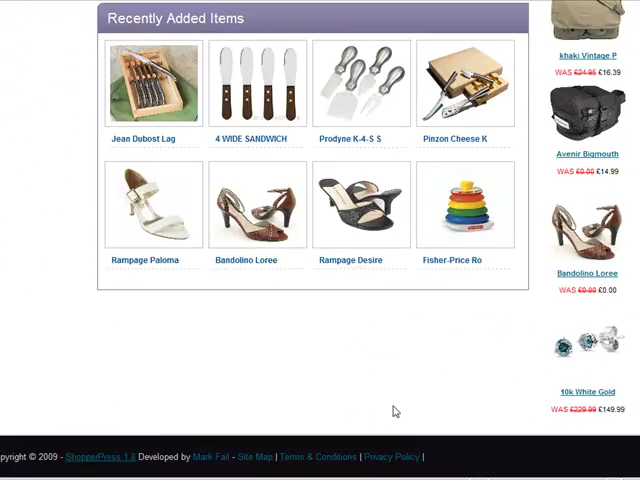 Recently Added Items
Jean Dubost Lag
4 WIDE SANDWICH
Prodyne K-4-S S
Pinzon Cheese K
Rampage Paloma
Bandolino Loree
Rampage Desire
Fisher-Price Ro
khaki Vintage P
WAS £24.95 £16.39
Avenir Bigmouth
WAS £0.00 £14.99
Bandolino Loree
WAS £0.00 £0.00
10k White Gold
WAS £229.99 £149.99
pyright © 2009 - ShopperPress 1.8 Developed by Mark Fail - Site Map | Terms & Conditions | Privacy Policy |